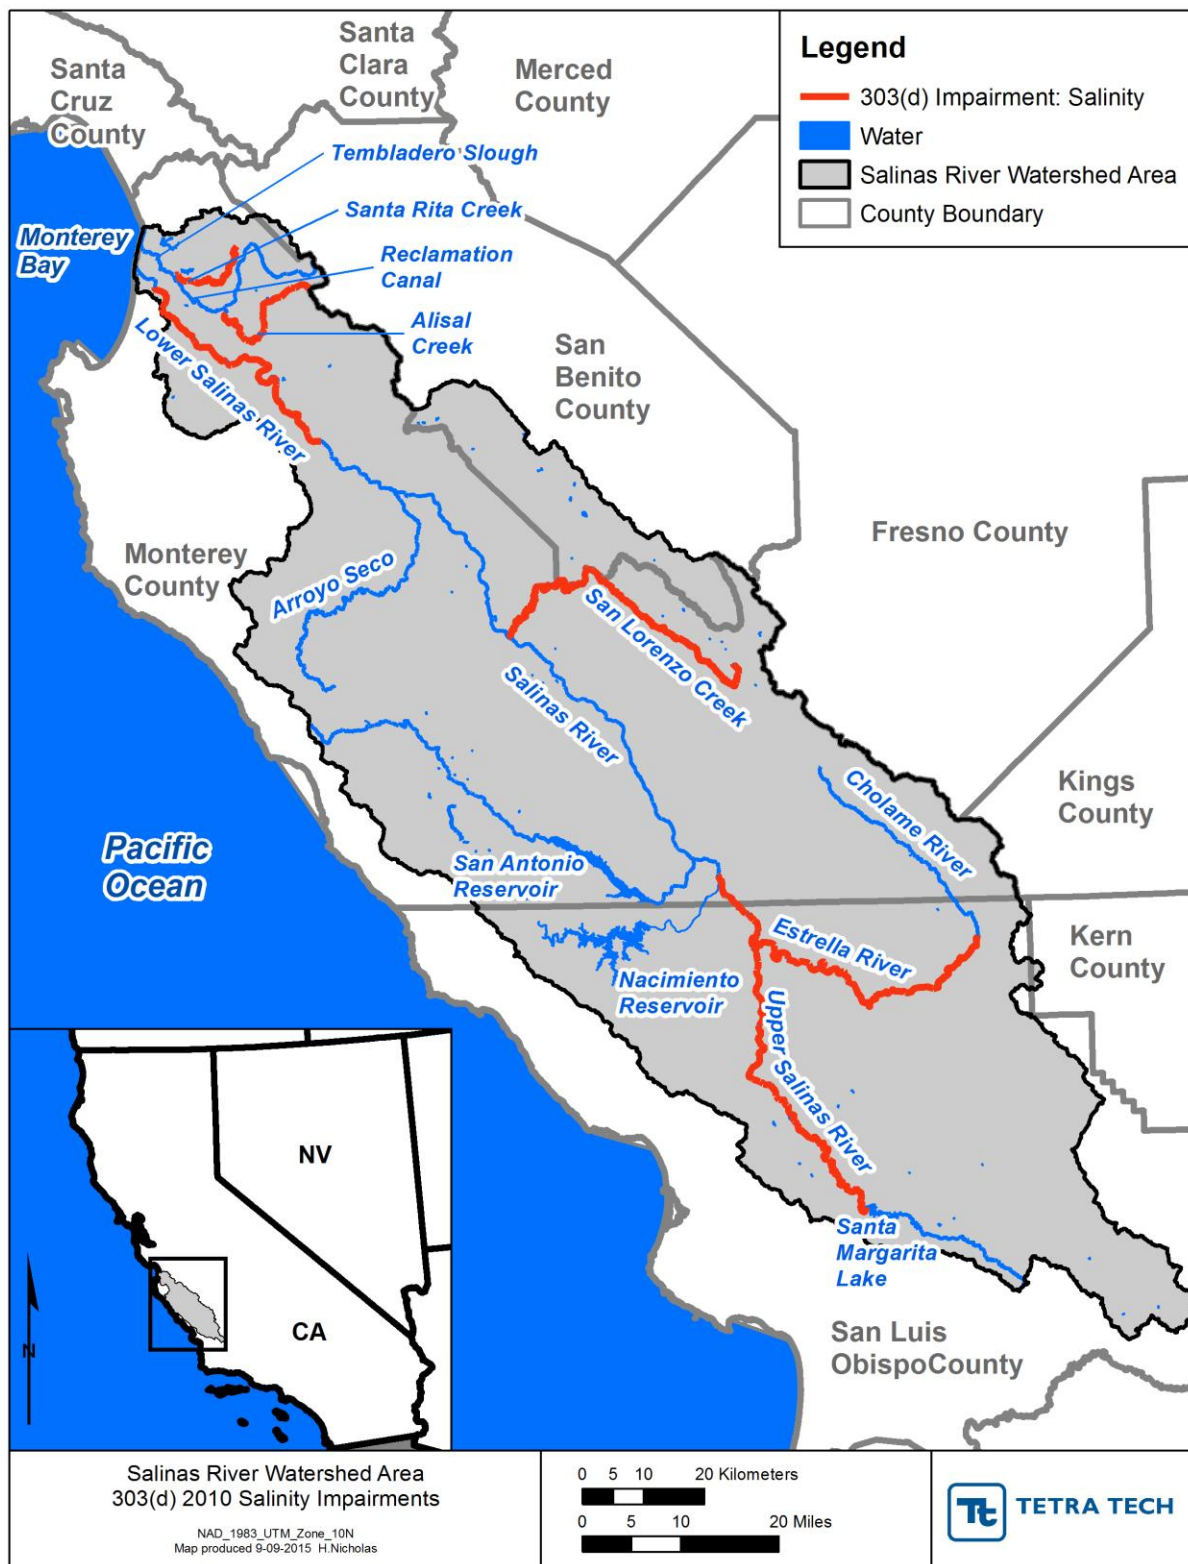 Santa
Cruz
County
Santa
Clara
County
Merced
County
Legend
303(d) Impairment: Salinity
Water
Salinas River Watershed Area
County Boundary
Tembladero Slough
Santa Rita Creek
Monterey
Bay
Reclamation
Canal
Alisal
Creek
Lower Salinas River
San
Benito
County
Fresno County
Monterey
County
Arroyo Seco
San Lorenzo Creek
Salinas River
Cholame River
Kings
County
Pacific
Ocean
San Antonio
Reservoir
Estrella River
Kern
County
Nacimiento
Reservoir
Upper Salinas River
Santa
Margarita
Lake
San Luis
ObispoCounty
NV
CA
N
Salinas River Watershed Area
303(d) 2010 Salinity Impairments
NAD_1983_UTM_Zone_10N
Map produced 9-09-2015 H.Nicholas
0 5 10 20 Kilometers
0 5 10 20 Miles
Tt
TETRA TECH